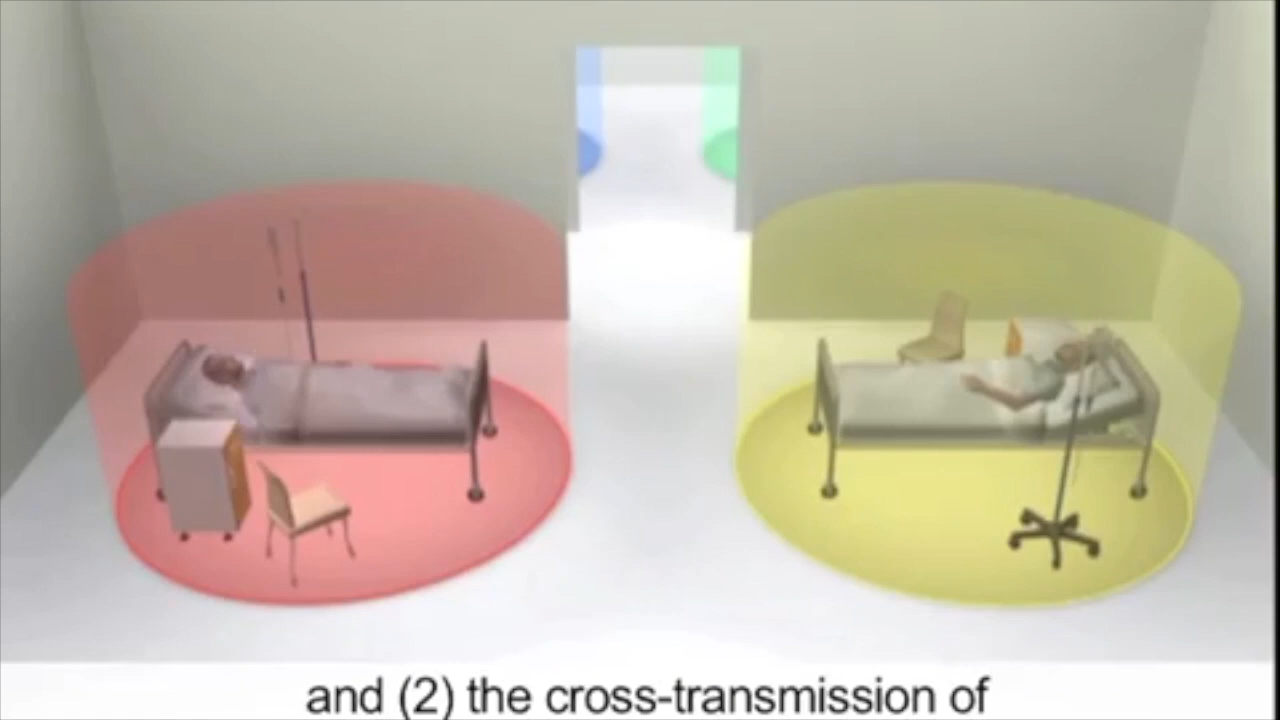 and (2) the cross-transmission of